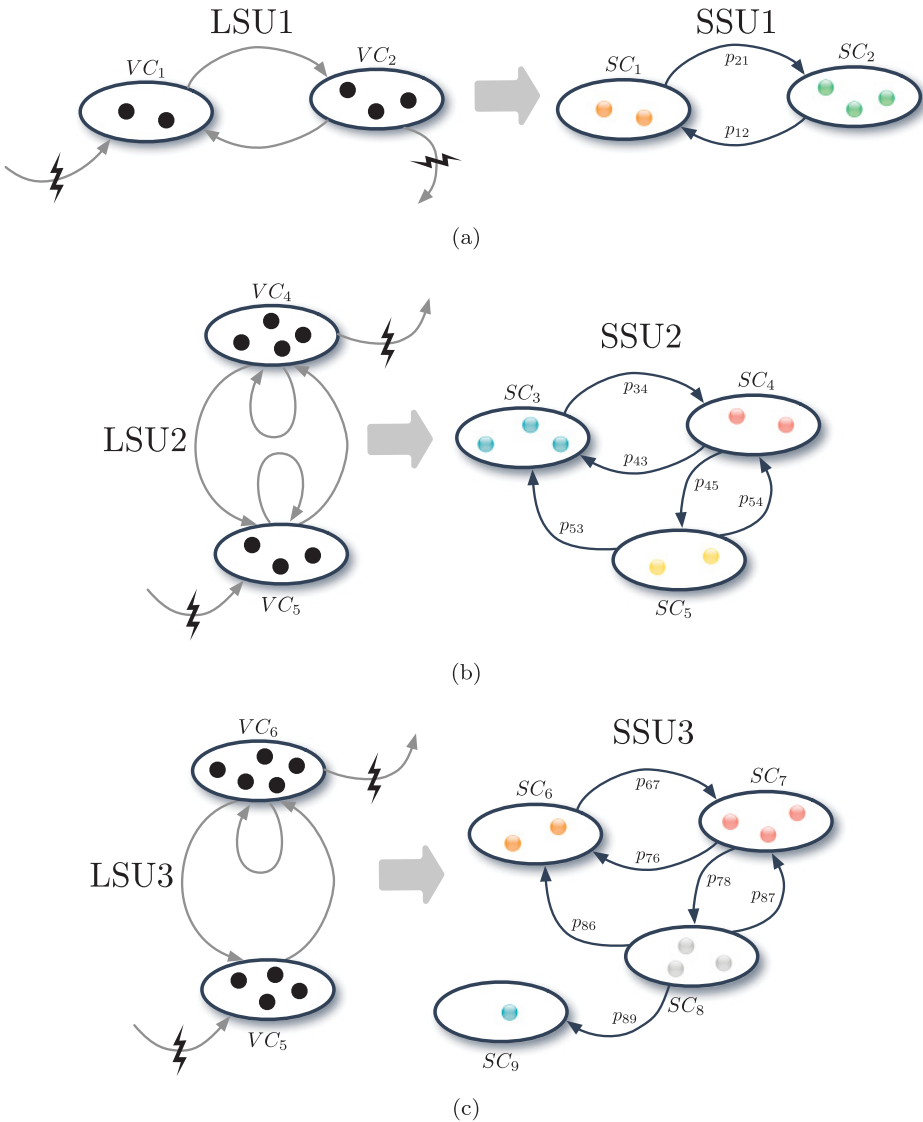 LSU1
SSU1
VC₁
VC₂
SC₁
SC₂
p₂₁
p₁₂
(a)
VC₄
SSU2
LSU2
SC₃
SC₄
p₃₄
p₄₃
p₄₅
p₅₄
p₅₃
VC₅
SC₅
(b)
VC₆
SSU3
LSU3
SC₆
SC₇
p₆₇
p₇₆
p₇₈
p₈₇
p₈₆
VC₅
SC₈
p₈₉
SC₉
(c)